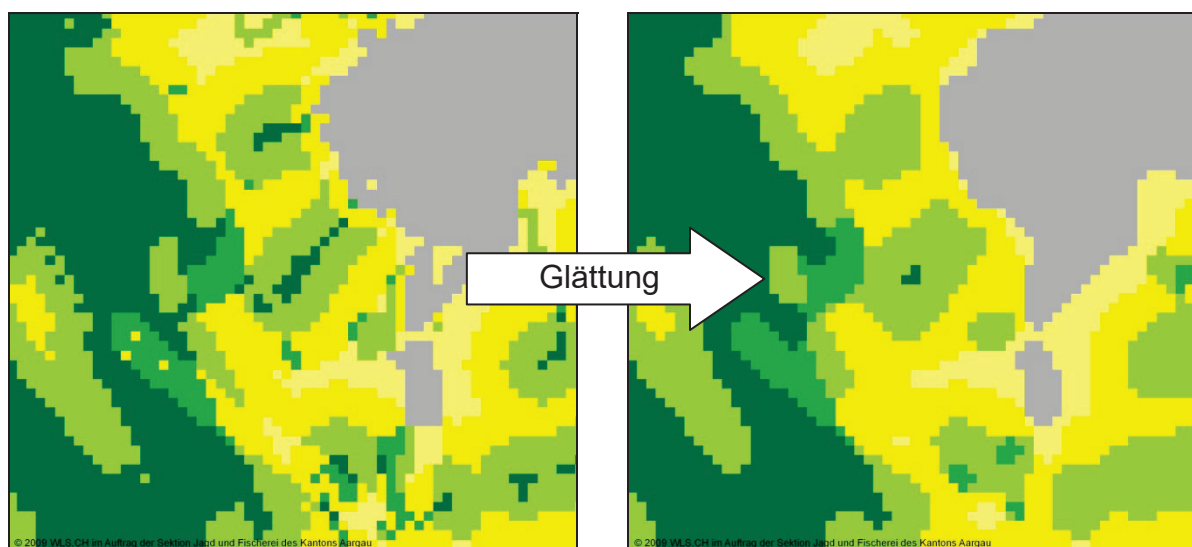 Glättung
© 2009 WLS.CH im Auftrag der Sektion Jagd und Fischerei des Kantons Aargau
© 2009 WLS.CH im Auftrag der Sektion Jagd und Fischerei des Kantons Aargau